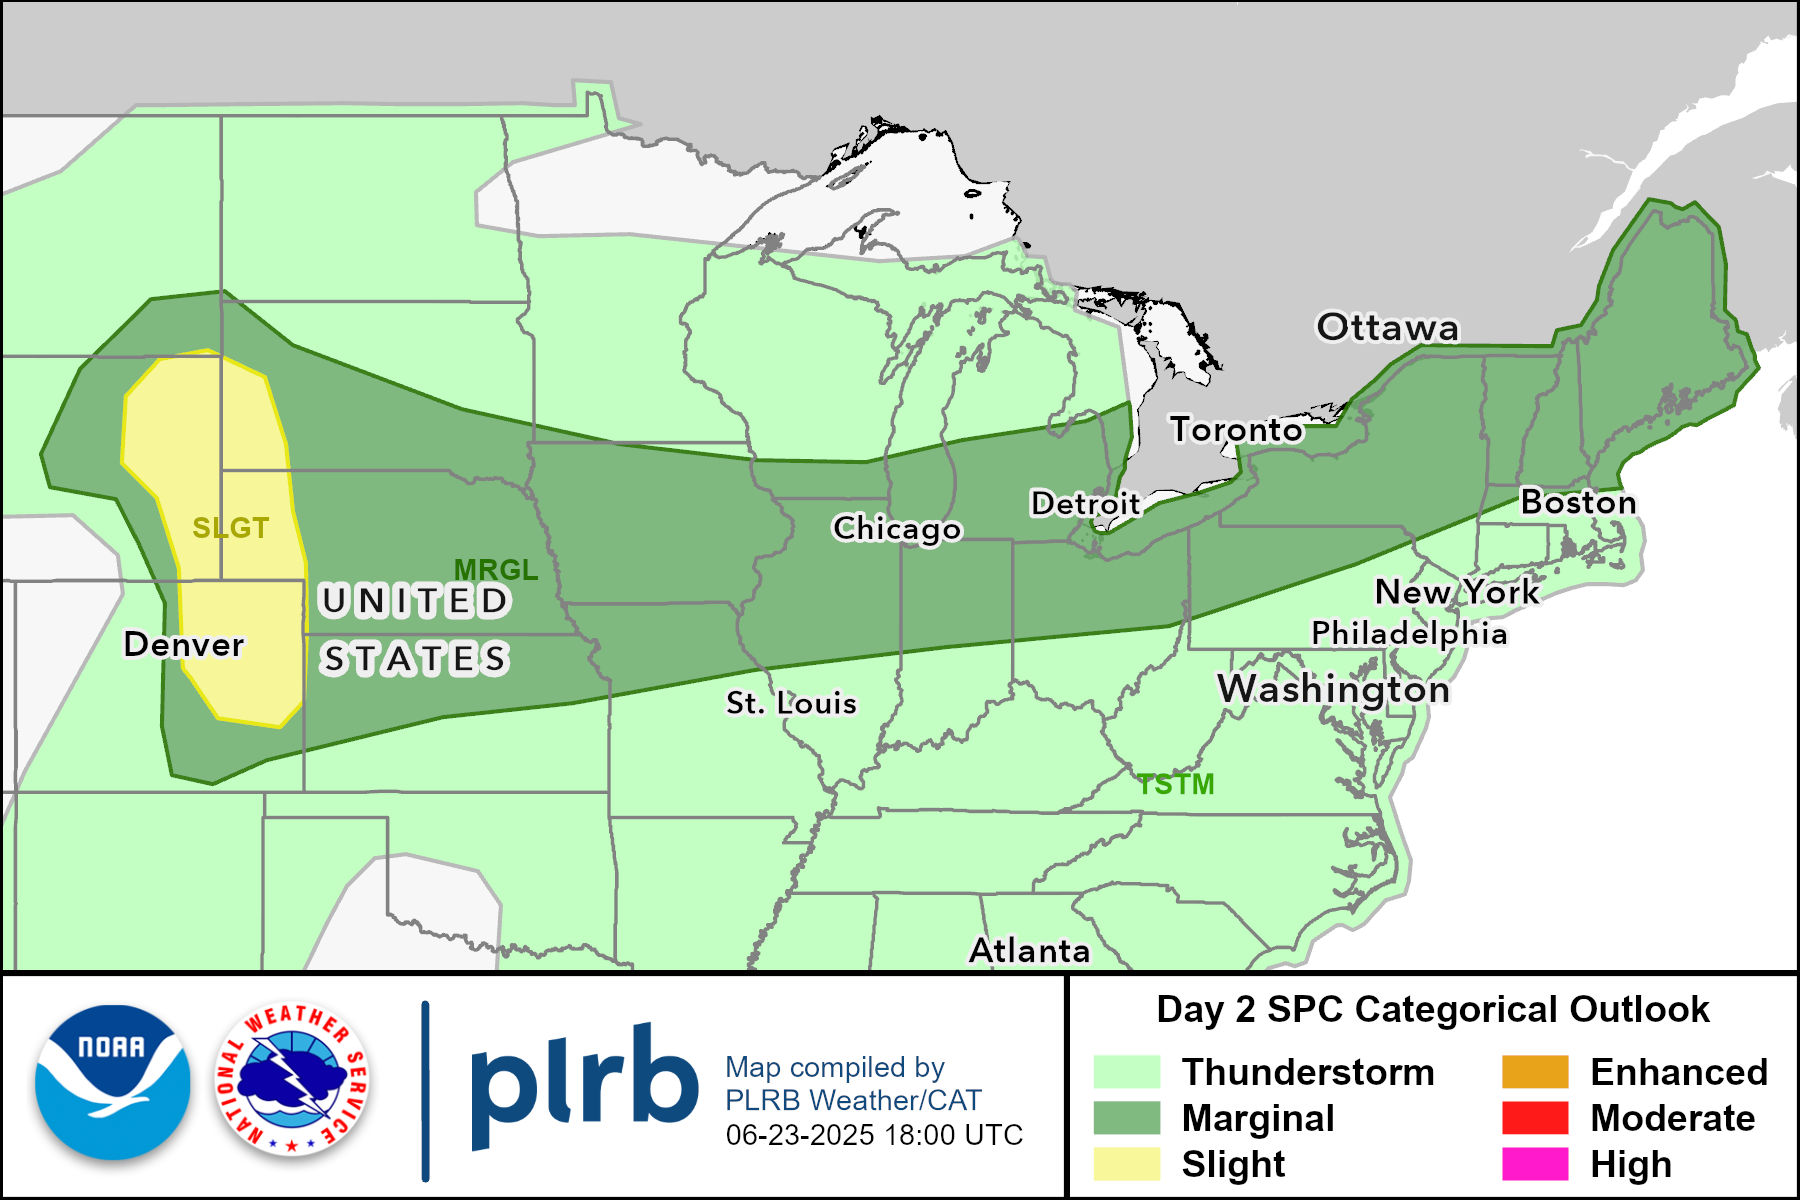 Ottawa
Toronto
Detroit
Boston
Chicago
SLGT
MRGL
UNITED
STATES
New York
Denver
Philadelphia
Washington
St. Louis
TSTM
Atlanta
NOAA
NATIONAL WEATHER SERVICE
plrb
Map compiled by
PLRB Weather/CAT
06-23-2025 18:00 UTC
Day 2 SPC Categorical Outlook
Thunderstorm
Marginal
Slight
Enhanced
Moderate
High